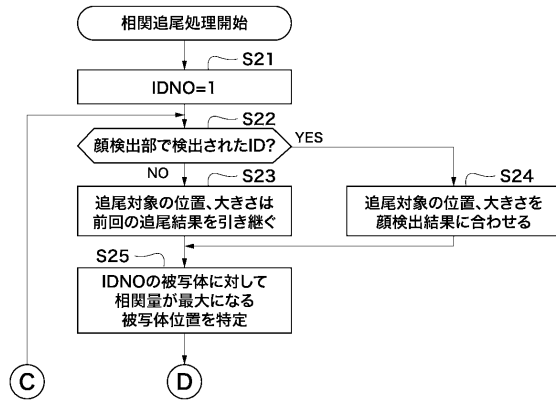 相関追尾処理開始
S21
IDNO=1
S22
顔検出部で検出されたID?
YES
NO
S23
追尾対象の位置、大きさは
前回の追尾結果を引き継ぐ
S24
追尾対象の位置、大きさを
顔検出結果に合わせる
S25
IDNOの被写体に対して
相関量が最大になる
被写体位置を特定
C
D